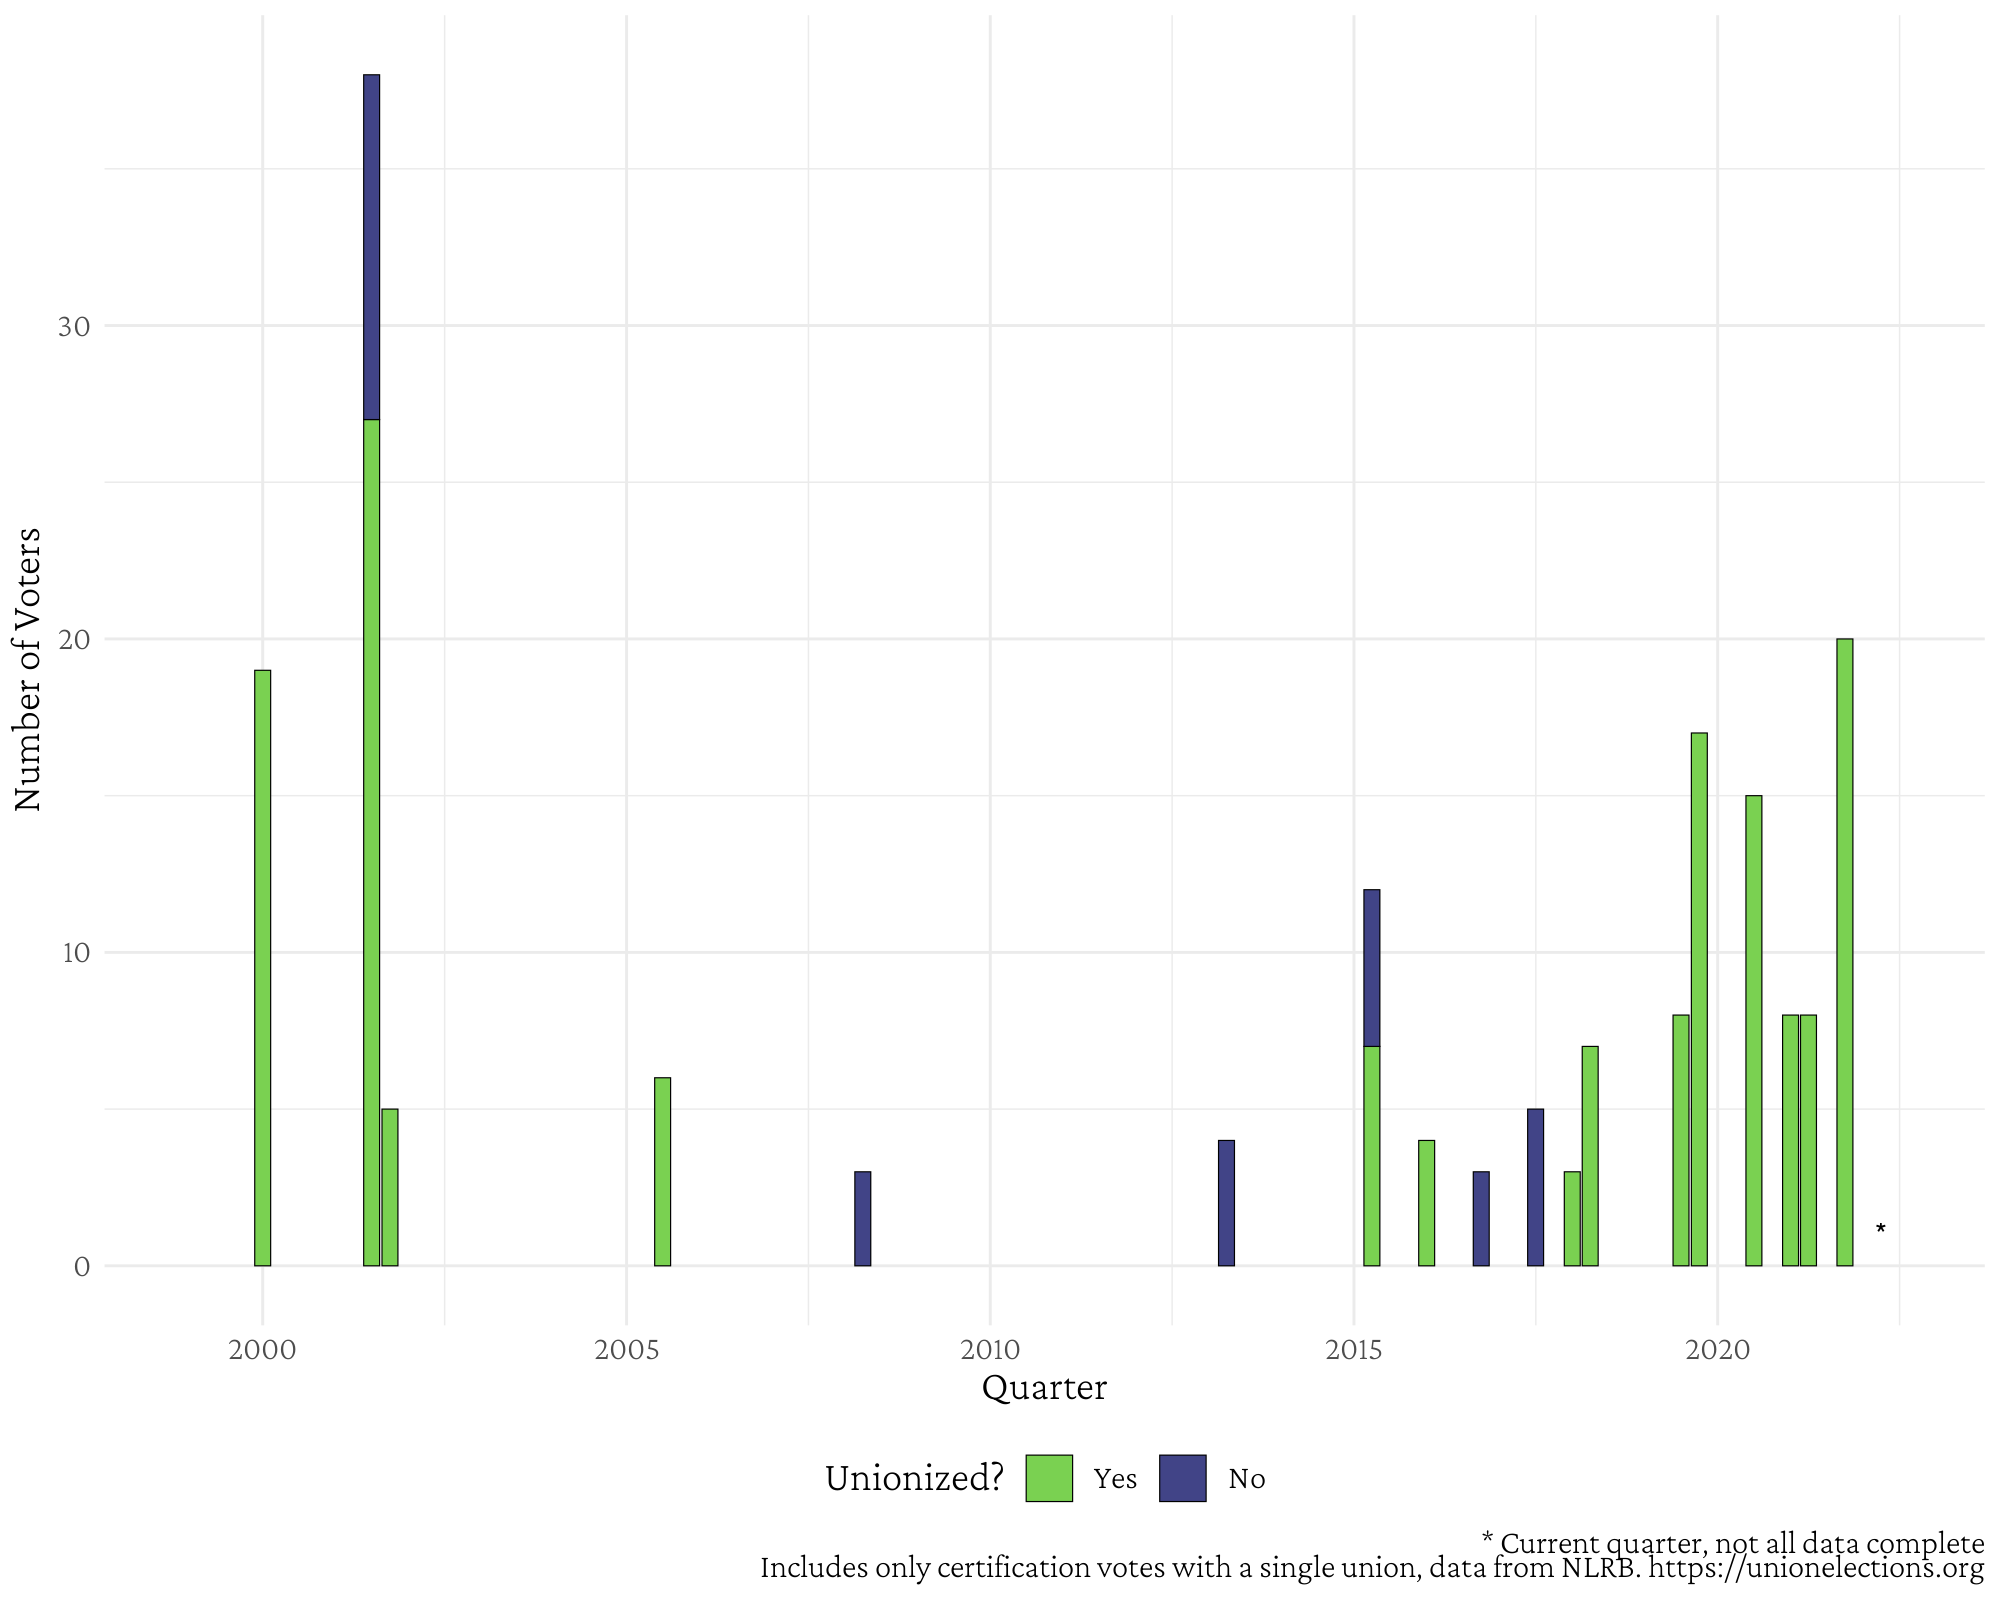 Number of Voters
30
20
10
0
*
2000 2005 2010 2015 2020
Quarter
Unionized? Yes No
* Current quarter, not all data complete
Includes only certification votes with a single union, data from NLRB. https://unionelections.org